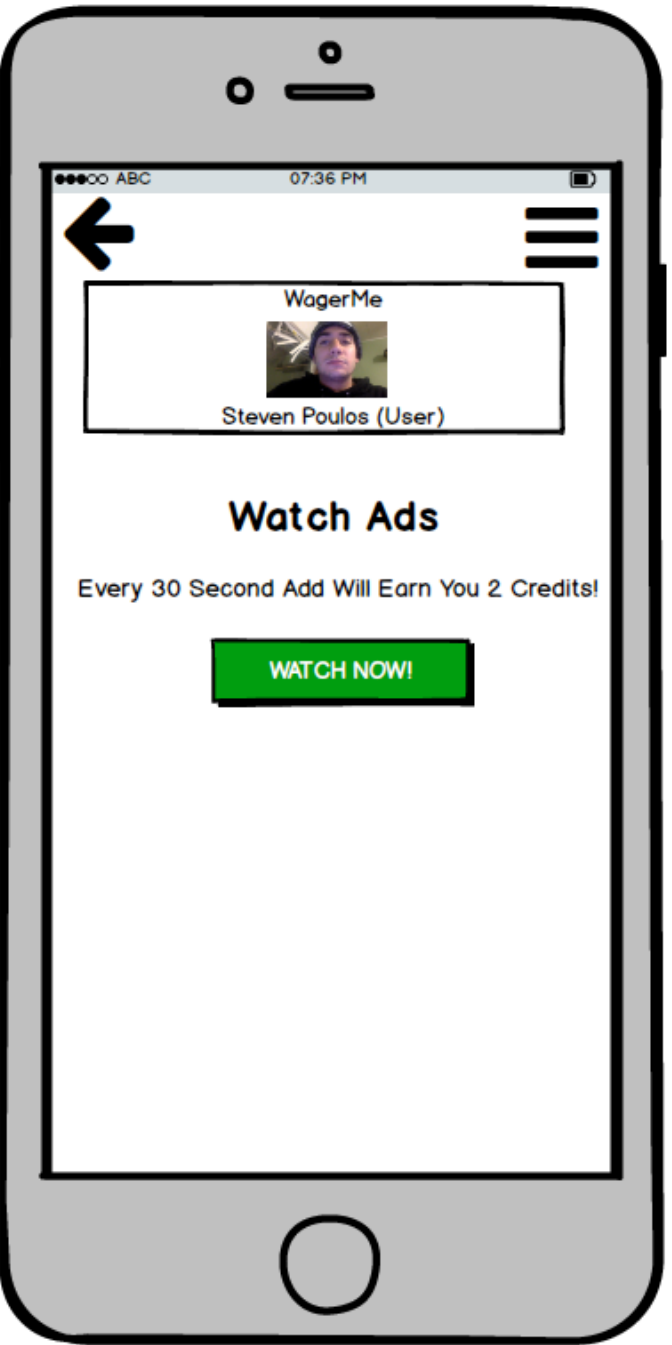 ABC 07:36 PM
WagerMe
Steven Poulos (User)
Watch Ads
Every 30 Second Add Will Earn You 2 Credits!
WATCH NOW!